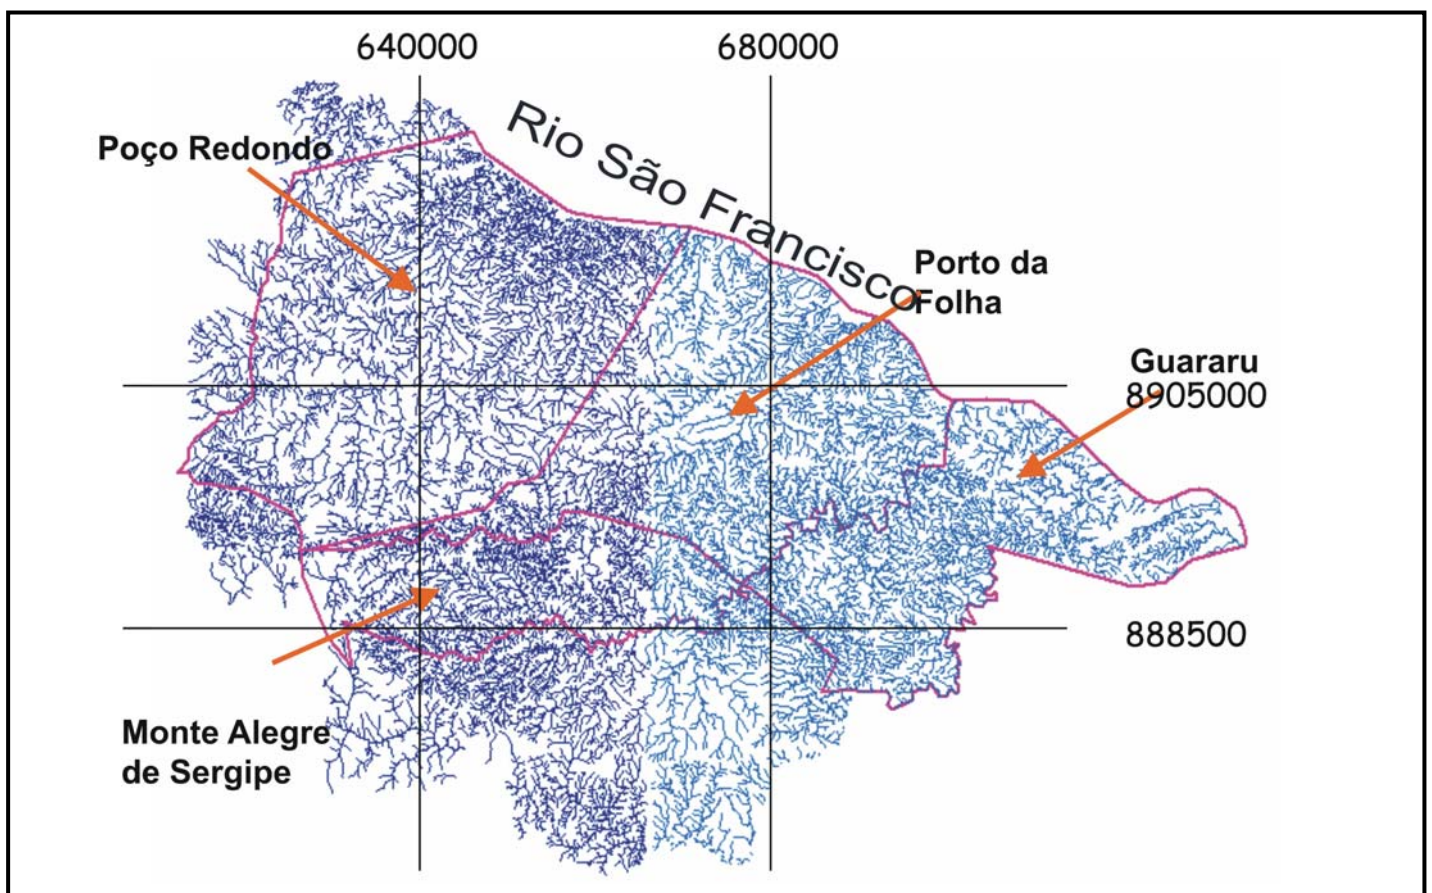 640000
680000
Rio São Francisco
Poço Redondo
Porto da
Folha
Guararu
8905000
888500
Monte Alegre
de Sergipe